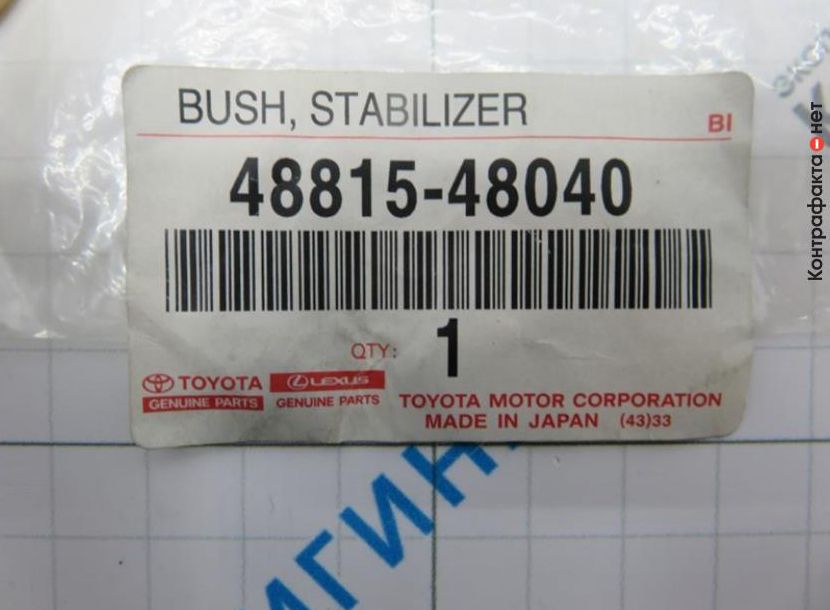 BUSH, STABILIZER
BI
48815-48040
QTY: 1
TOYOTA
GENUINE PARTS
LEXUS
GENUINE PARTS
TOYOTA MOTOR CORPORATION
MADE IN JAPAN (43)33
Контрафакта нет